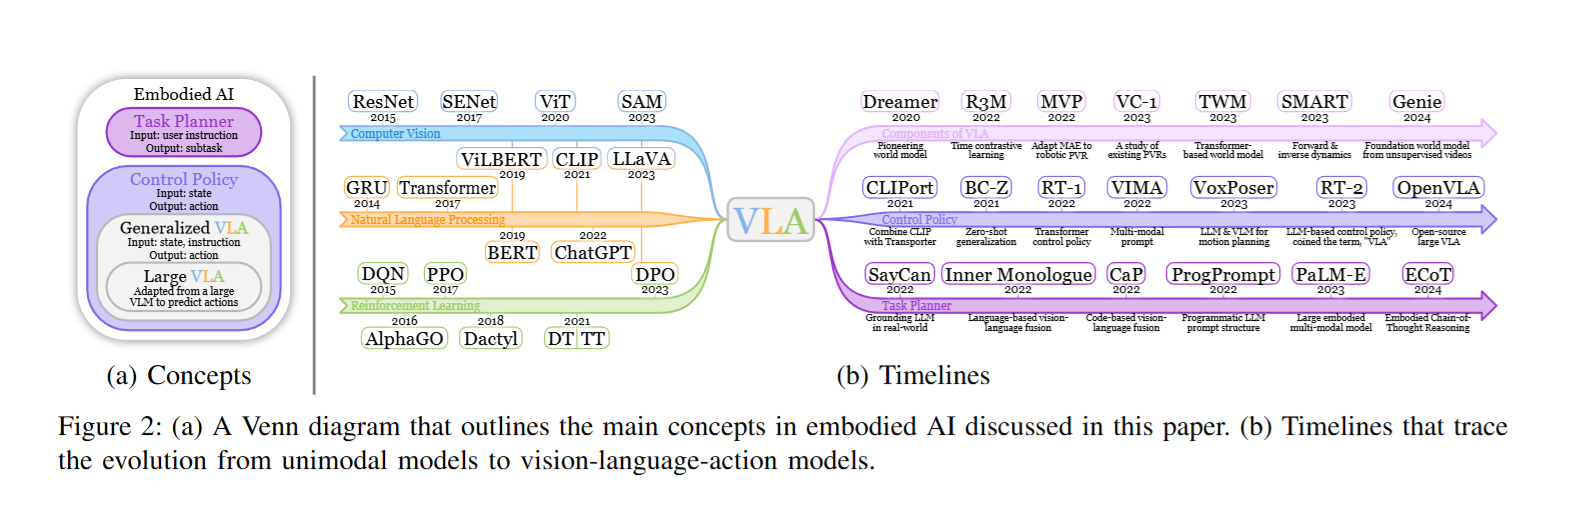 Embodied AI
Task Planner
Input: user instruction
Output: subtask
Control Policy
Input: state
Output: action
Generalized VLA
Input: state, instruction
Output: action
Large VLA
Adapted from a large
VLM to predict actions
(a) Concepts
ResNet SENet ViT SAM
2015 2017 2020 2023
Computer Vision
ViLBERT CLIP LLaVA
2019 2021 2023
GRU Transformer
2014 2017
Natural Language Processing
2019 2022
BERT ChatGPT
DQN PPO DPO
2015 2017 2023
Reinforcement Learning
2016 2018 2021
AlphaGO Dactyl DT TT
VLA
Dreamer R3M MVP VC-1 TWM SMART Genie
2020 2022 2022 2023 2023 2023 2024
Components of VLA
Pioneering Time contrastive Adapt MAE to A study of Transformer- Forward & Foundation world model
world model learning robotic PVR existing PVRs based world model inverse dynamics from unsupervised videos
CLIPort BC-Z RT-1 VIMA VoxPoser RT-2 OpenVLA
2021 2021 2022 2022 2023 2023 2024
Control Policy
Combine CLIP Zero-shot Transformer Multi-modal LLM & VLM for LLM-based control policy, Open-source
with Transporter generalization control policy prompt motion planning coined the term, "VLA" large VLA
SayCan Inner Monologue CaP ProgPrompt PaLM-E ECoT
2022 2022 2022 2022 2023 2024
Task Planner
Grounding LLM Language-based vision- Code-based vision- Programmatic LLM Large embodied Embodied Chain-of-
in real-world language fusion language fusion prompt structure multi-modal model Thought Reasoning
(b) Timelines
Figure 2: (a) A Venn diagram that outlines the main concepts in embodied AI discussed in this paper. (b) Timelines that trace
the evolution from unimodal models to vision-language-action models.